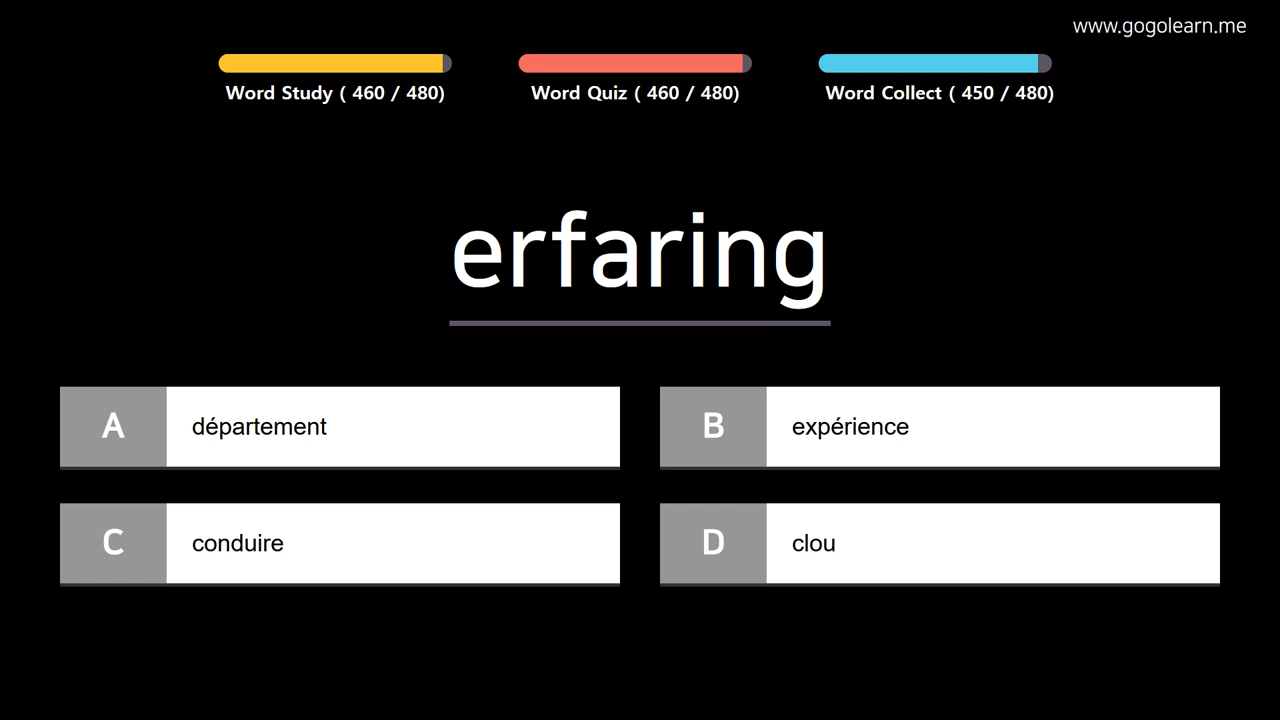 www.gogolearn.me
Word Study ( 460 / 480)
Word Quiz ( 460 / 480)
Word Collect ( 450 / 480)
erfaring
A
département
B
expérience
C
conduire
D
clou